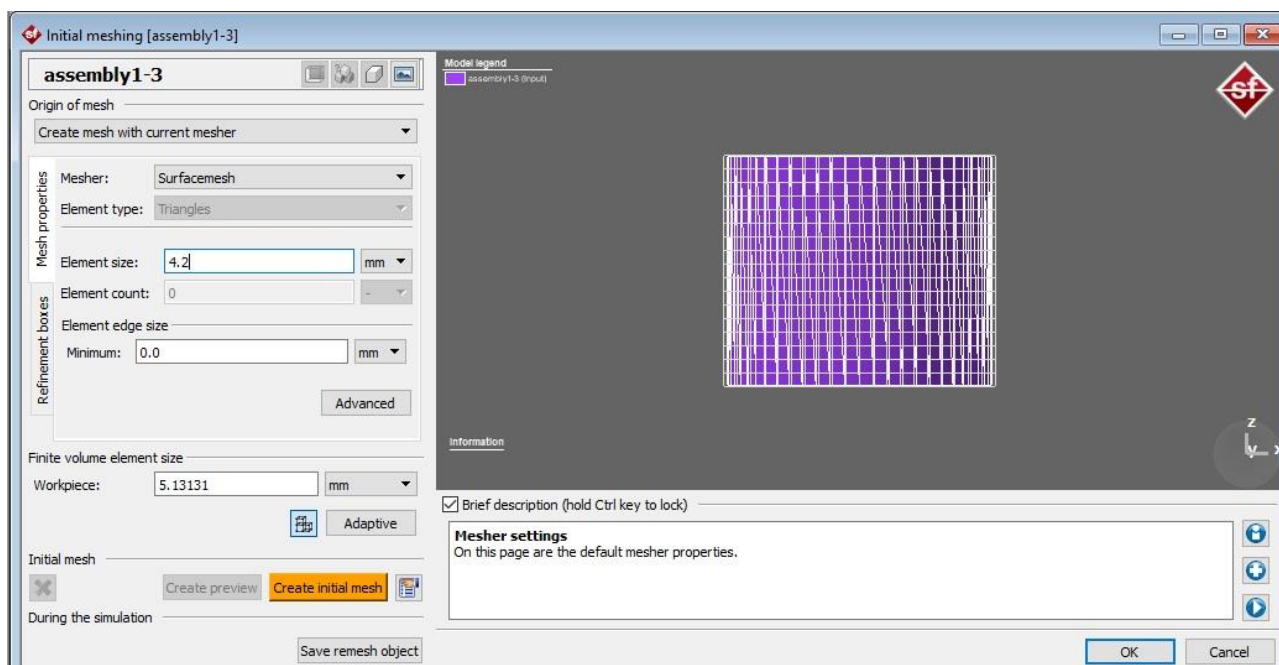 Initial meshing [assembly1-3]
assembly1-3
Origin of mesh
Create mesh with current mesher
Mesh properties
Refinement boxes
Mesher: Surfacemesh
Element type: Triangles
Element size: 4.2 mm
Element count: 0 -
Element edge size
Minimum: 0.0 mm
Advanced
Finite volume element size
Workpiece: 5.13131 mm
Adaptive
Initial mesh
Create preview Create initial mesh
During the simulation
Save remesh object
Model legend
assembly1-3 (Input)
sf
Information
z
y x
Brief description (hold Ctrl key to lock)
Mesher settings
On this page are the default mesher properties.
OK Cancel